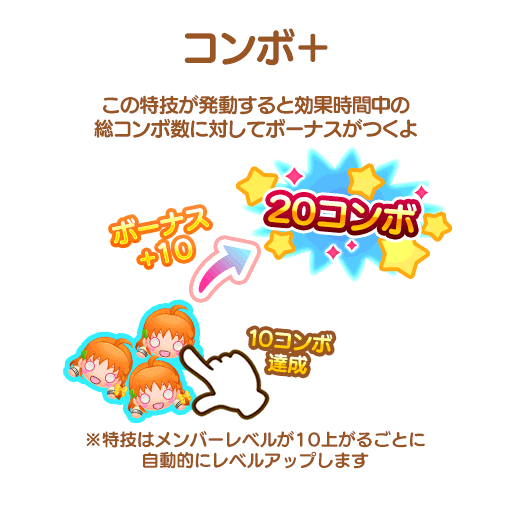 コンボ＋
この特技が発動すると効果時間中の
総コンボ数に対してボーナスがつくよ
20コンボ
ボーナス
+10
10コンボ
達成
※特技はメンバーレベルが10上がるごとに
自動的にレベルアップします